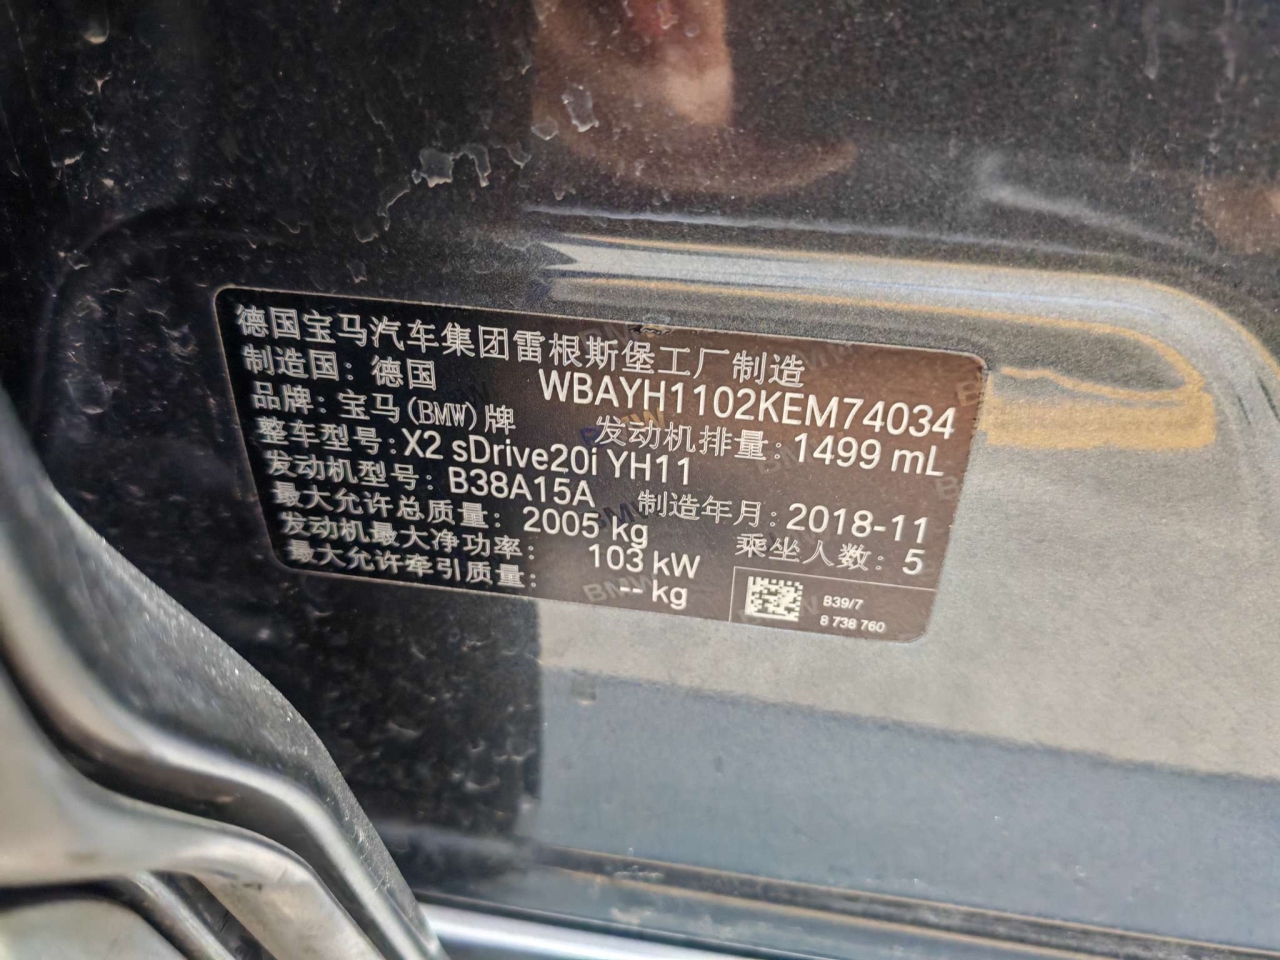 德国宝马汽车集团雷根斯堡工厂制造
制造国：德国 WBAYH1102KEM74034
品牌：宝马(BMW)牌 发动机排量：1499 mL
整车型号：X2 sDrive20i YH11
发动机型号：B38A15A 制造年月：2018-11
最大允许总质量：2005 kg 乘坐人数：5
发动机最大净功率：103 kW
最大允许牵引质量：-- kg
B39/7
8 738 760